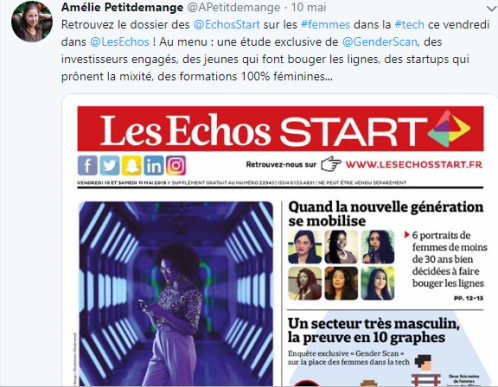 Amélie Petitdemange @APetitdemange · 10 mai
Retrouvez le dossier des @EchosStart sur les #femmes dans la #tech ce vendredi
dans @LesEchos ! Au menu : une étude exclusive de @GenderScan, des
investisseurs engagés, des jeunes qui font bouger les lignes, des startups qui
prônent la mixité, des formations 100% féminines...
Les Echos START
Retrouvez-nous sur WWW.LESECHOSSTART.FR
VENDREDI 10 ET SAMEDI 11 MAI 2019 // SUPPLÉMENT GRATUIT AU NUMÉRO 22943 // ISSN 0153.4831 // NE PEUT ÊTRE VENDU SÉPARÉMENT
Quand la nouvelle génération
se mobilise
6 portraits de
femmes de moins
de 30 ans bien
décidées à faire
bouger les lignes
PP. 12-13
Un secteur très masculin,
la preuve en 10 graphes
Enquête exclusive « Gender Scan »
sur la place des femmes dans la tech
Deux fois moins
de femmes